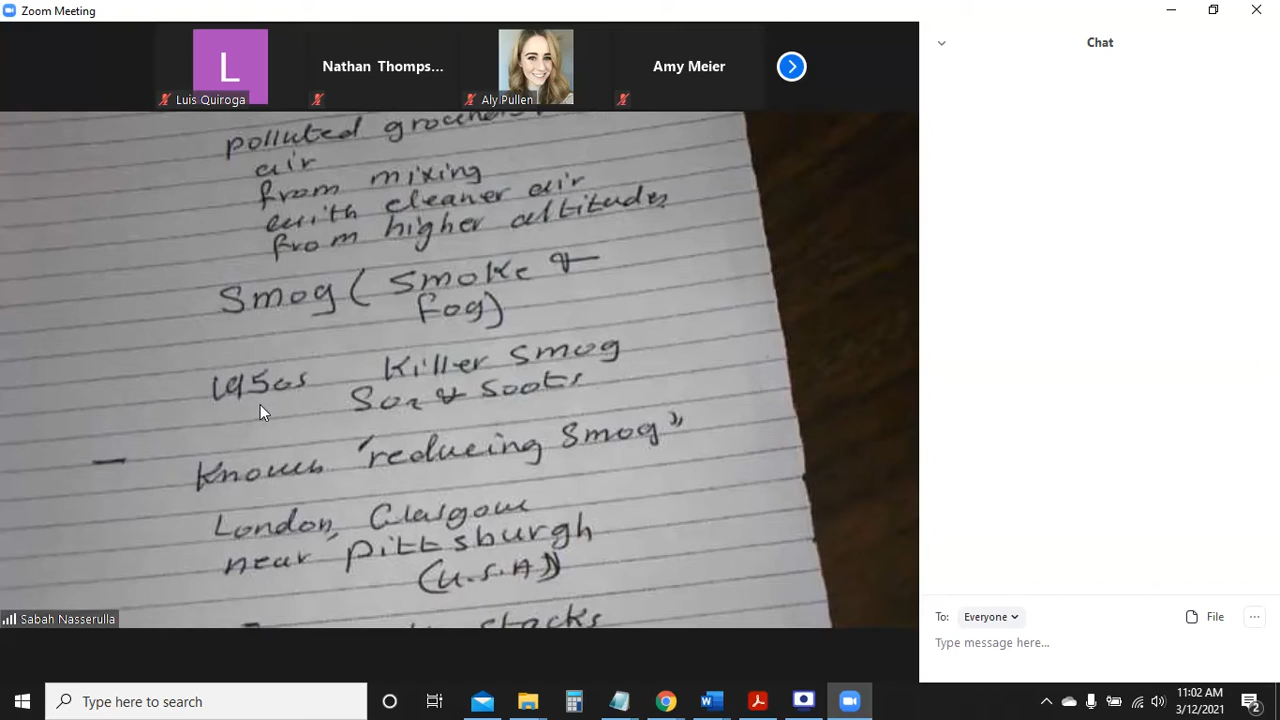 Zoom Meeting
L
Luis Quiroga
Nathan Thomps...
Aly Pullen
Amy Meier
polluted
air
from mixing
with cleaner air
from higher altitudes
Smog (Smoke &
Fog)
1950s Killer Smog
SO2 & Soots
Known "reducing Smog"
London, Glasgow
near Pittsburgh
(U.S.A)
stacks
Sabah Nasserulla
Chat
To: Everyone
File
Type message here...
Type here to search
11:02 AM
3/12/2021
2